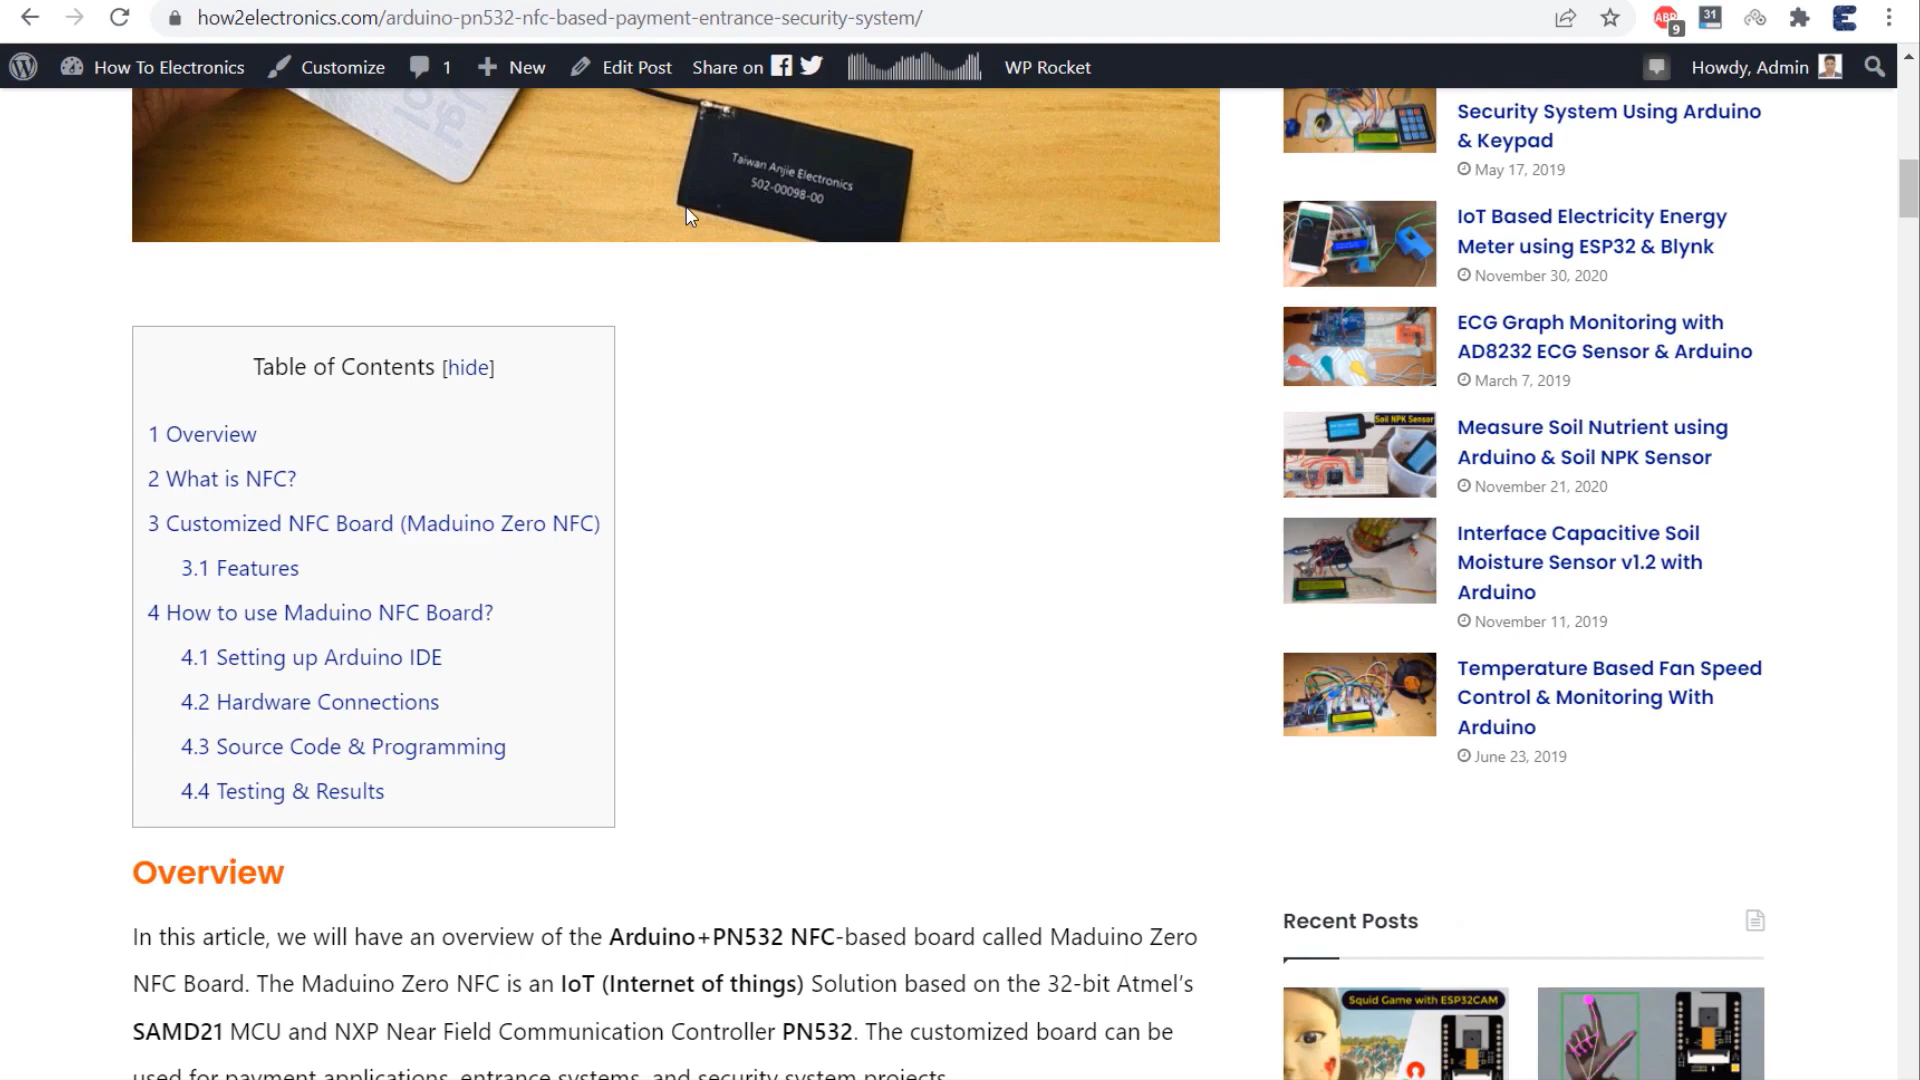 how2electronics.com/arduino-pn532-nfc-based-payment-entrance-security-system/
ABP
9
31
How To Electronics
Customize
1
New
Edit Post
Share on
WP Rocket
Howdy, Admin
Taiwan Anjie Electronics
502-00098-00
Table of Contents [hide]
1 Overview
2 What is NFC?
3 Customized NFC Board (Maduino Zero NFC)
3.1 Features
4 How to use Maduino NFC Board?
4.1 Setting up Arduino IDE
4.2 Hardware Connections
4.3 Source Code & Programming
4.4 Testing & Results
Overview
In this article, we will have an overview of the Arduino+PN532 NFC-based board called Maduino Zero
NFC Board. The Maduino Zero NFC is an IoT (Internet of things) Solution based on the 32-bit Atmel’s
SAMD21 MCU and NXP Near Field Communication Controller PN532. The customized board can be
used for payment applications, entrance systems, and security system projects.
Security System Using Arduino
& Keypad
May 17, 2019
IoT Based Electricity Energy
Meter using ESP32 & Blynk
November 30, 2020
ECG Graph Monitoring with
AD8232 ECG Sensor & Arduino
March 7, 2019
Soil NPK Sensor
Measure Soil Nutrient using
Arduino & Soil NPK Sensor
November 21, 2020
Interface Capacitive Soil
Moisture Sensor v1.2 with
Arduino
November 11, 2019
Temperature Based Fan Speed
Control & Monitoring With
Arduino
June 23, 2019
Recent Posts
Squid Game with ESP32CAM